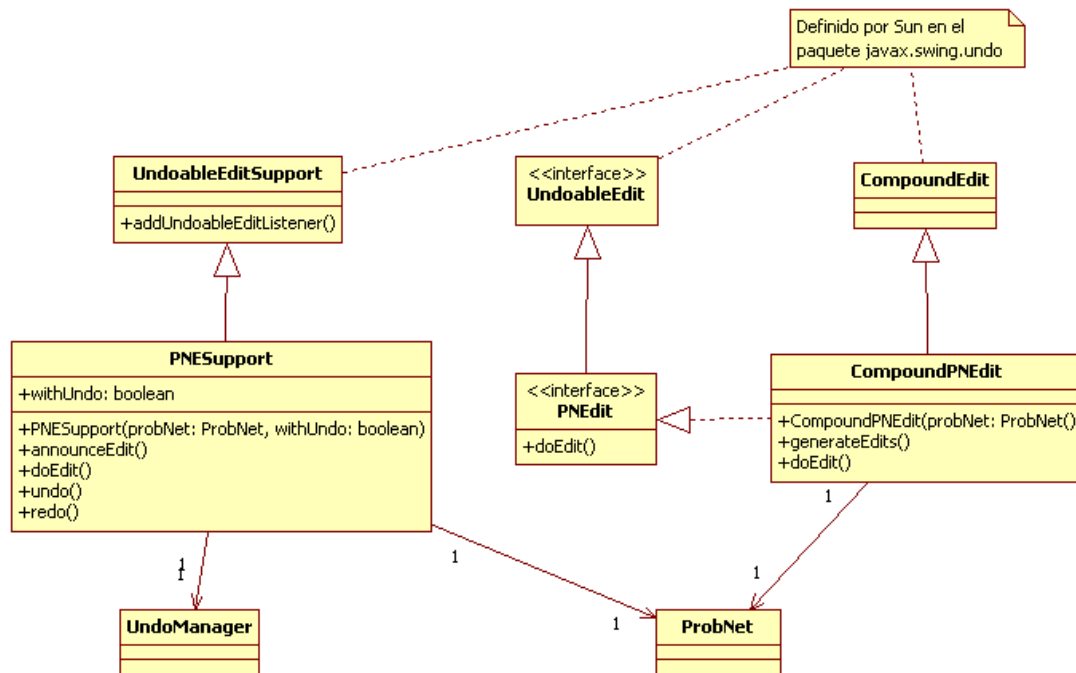 Definido por Sun en el
paquete javax.swing.undo
UndoableEditSupport
+addUndoableEditListener()
<<interface>>
UndoableEdit
CompoundEdit
PNESupport
+withUndo: boolean
+PNESupport(probNet: ProbNet, withUndo: boolean)
+announceEdit()
+doEdit()
+undo()
+redo()
<<interface>>
PNEdit
+doEdit()
CompoundPNEdit
+CompoundPNEdit(probNet: ProbNet()
+generateEdits()
+doEdit()
1
1
1
1
1
1
UndoManager
ProbNet